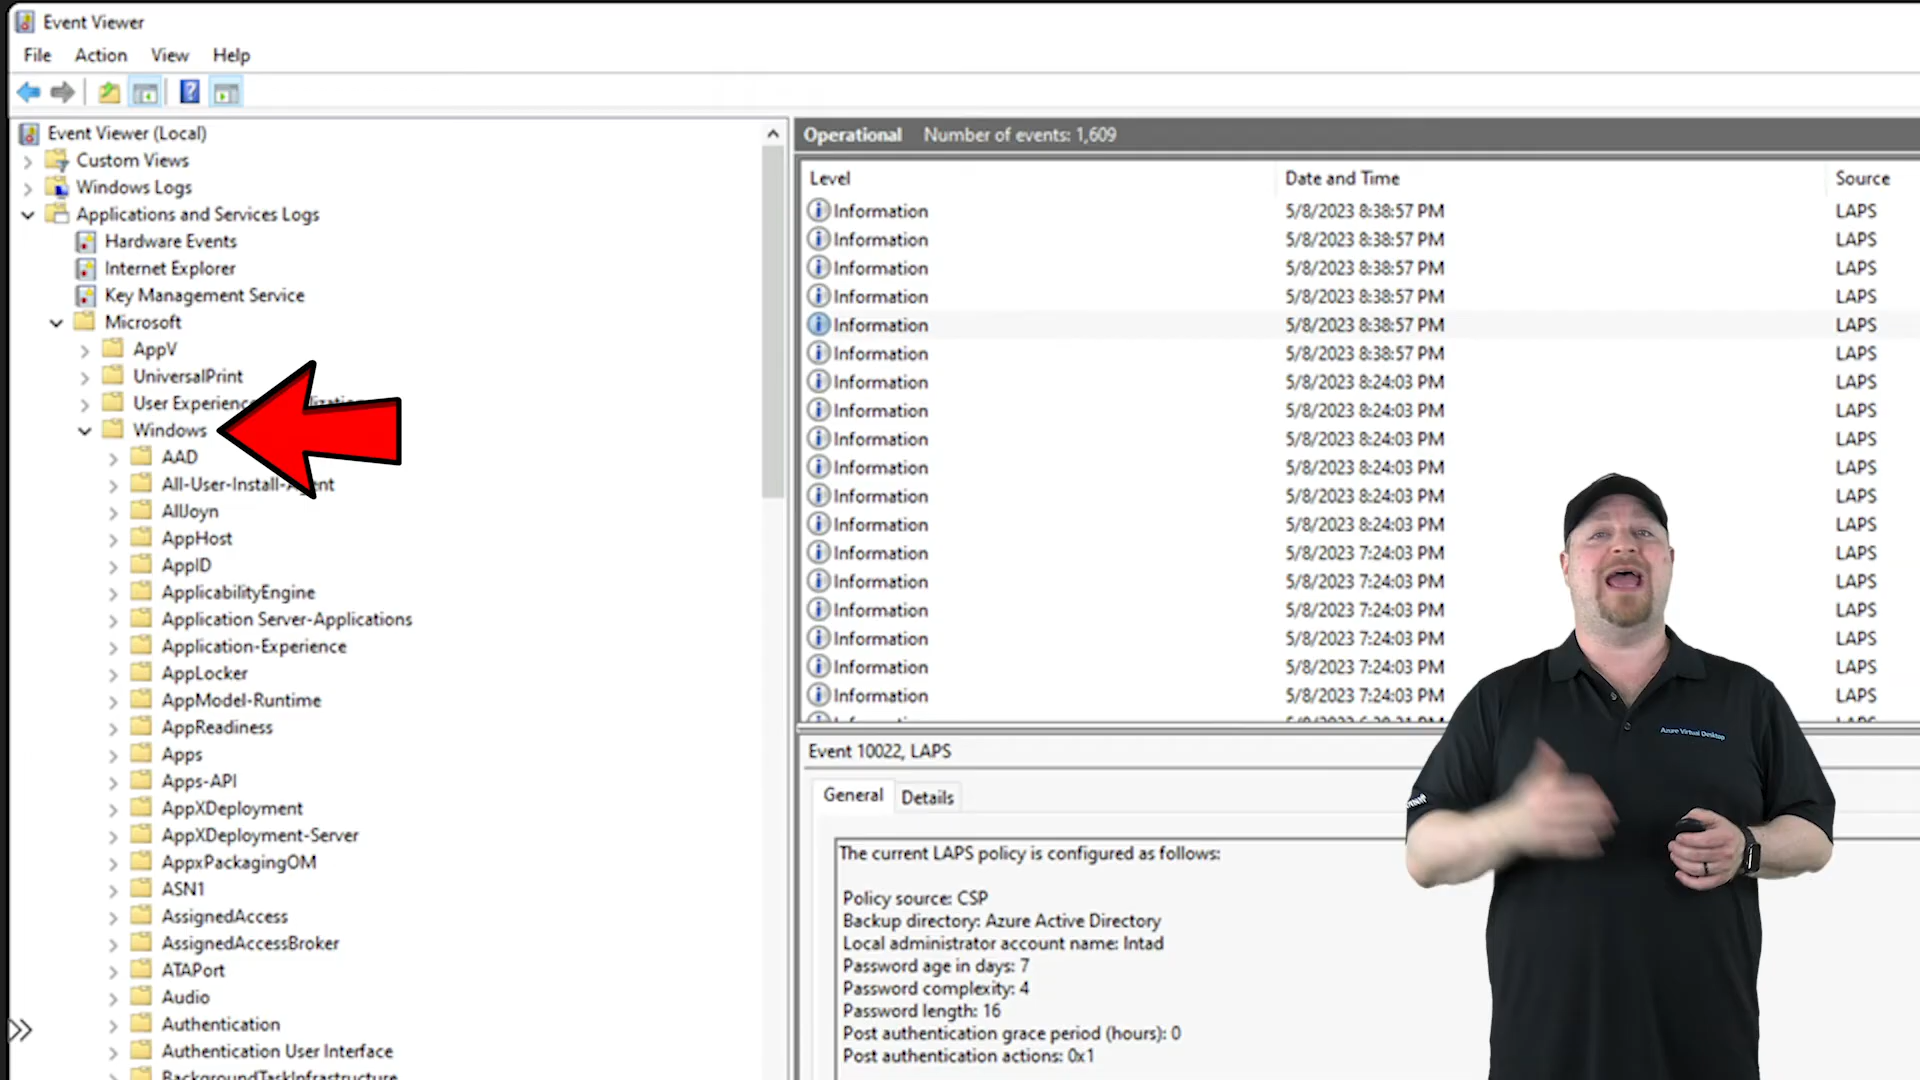 Event Viewer
File Action View Help
Event Viewer (Local)
Custom Views
Windows Logs
Applications and Services Logs
Hardware Events
Internet Explorer
Key Management Service
Microsoft
AppV
UniversalPrint
User Experience
Windows
AAD
All-User-Install-Agent
AllJoyn
AppHost
AppID
ApplicabilityEngine
Application Server-Applications
Application-Experience
AppLocker
AppModel-Runtime
AppReadiness
Apps
Apps-API
AppXDeployment
AppXDeployment-Server
AppxPackagingOM
ASN1
AssignedAccess
AssignedAccessBroker
ATAPort
Audio
Authentication
Authentication User Interface
BackgroundTaskInfrastructure
Operational Number of events: 1,609
Level Date and Time Source
Information 5/8/2023 8:38:57 PM LAPS
Information 5/8/2023 8:38:57 PM LAPS
Information 5/8/2023 8:38:57 PM LAPS
Information 5/8/2023 8:38:57 PM LAPS
Information 5/8/2023 8:38:57 PM LAPS
Information 5/8/2023 8:38:57 PM LAPS
Information 5/8/2023 8:24:03 PM LAPS
Information 5/8/2023 8:24:03 PM LAPS
Information 5/8/2023 8:24:03 PM LAPS
Information 5/8/2023 8:24:03 PM LAPS
Information 5/8/2023 8:24:03 PM LAPS
Information 5/8/2023 8:24:03 PM LAPS
Information 5/8/2023 7:24:03 PM LAPS
Information 5/8/2023 7:24:03 PM LAPS
Information 5/8/2023 7:24:03 PM LAPS
Information 5/8/2023 7:24:03 PM LAPS
Information 5/8/2023 7:24:03 PM LAPS
Information 5/8/2023 7:24:03 PM LAPS
Event 10022, LAPS
General Details
The current LAPS policy is configured as follows:
Policy source: CSP
Backup directory: Azure Active Directory
Local administrator account name: lntad
Password age in days: 7
Password complexity: 4
Password length: 16
Post authentication grace period (hours): 0
Post authentication actions: 0x1
Azure Virtual Desktop